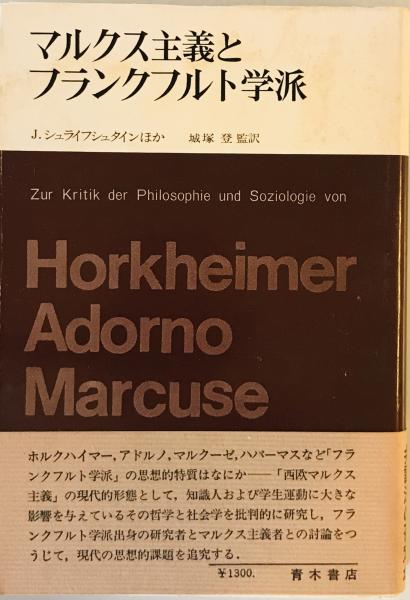 マルクス主義と
フランクフルト学派
J. シュライフシュタインほか 城塚 登 監訳
Zur Kritik der Philosophie und Soziologie von
Horkheimer
Adorno
Marcuse
ホルクハイマー, アドルノ, マルクーゼ, ハバーマスなど「フラ
ンクフルト学派」の思想的特質はなにか──「西欧マルクス
主義」の現代的形態として, 知識人および学生運動に大きな
影響を与えているその哲学と社会学を批判的に研究し, フラ
ンクフルト学派出身の研究者とマルクス主義者との討論をつ
うじて, 現代の思想的課題を追究する.
¥1300. 青木書店